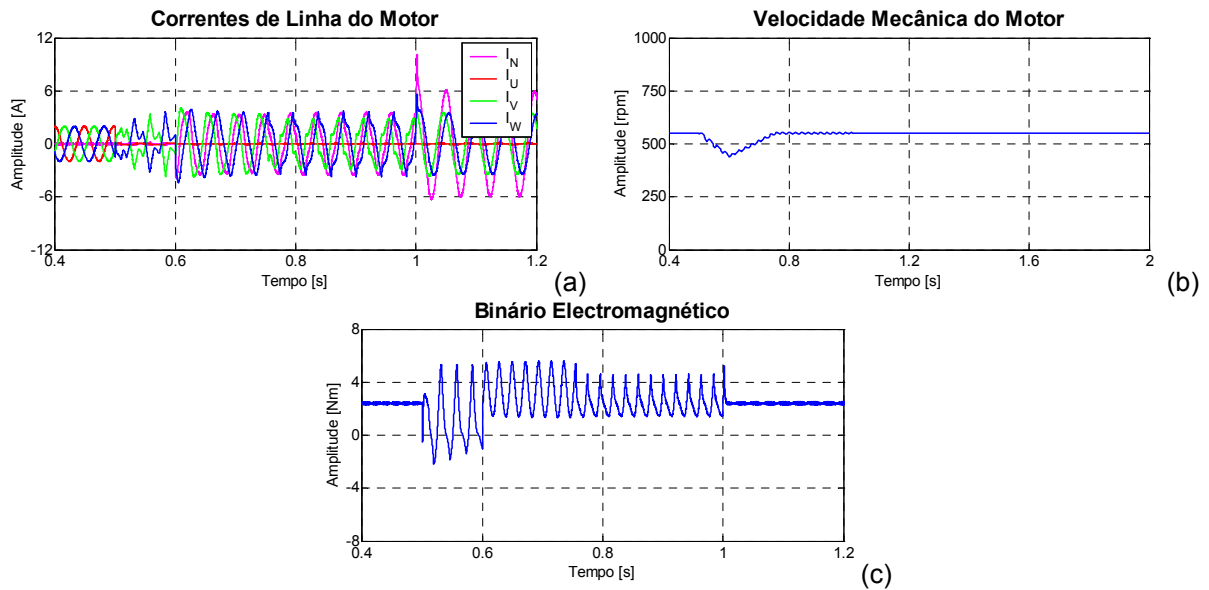 Correntes de Linha do Motor
12
6
0
-6
-12
Amplitude [A]
0.4
0.6
0.8
1
1.2
Tempo [s]
I_N
I_U
I_V
I_W
(a)
Velocidade Mecânica do Motor
1000
750
500
250
0
Amplitude [rpm]
0.4
0.8
1.2
1.6
2
Tempo [s]
(b)
Binário Electromagnético
8
4
0
-4
-8
Amplitude [Nm]
0.4
0.6
0.8
1
1.2
Tempo [s]
(c)